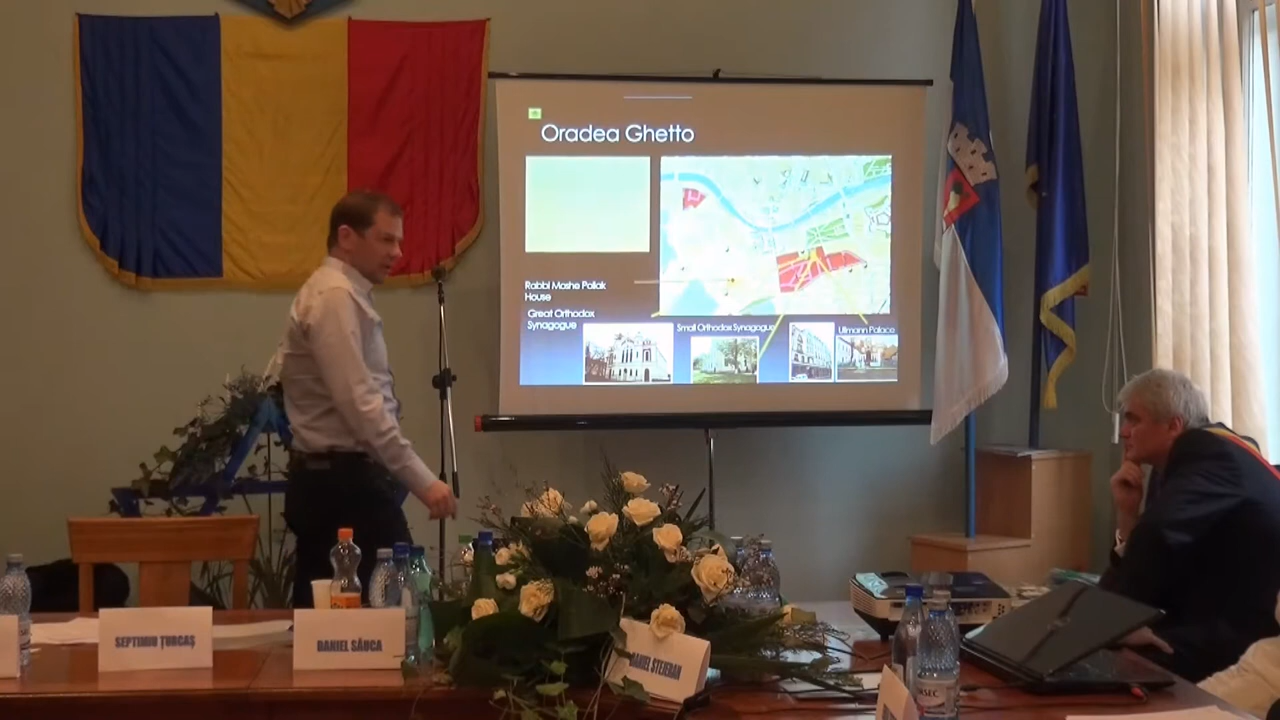 Oradea Ghetto
Rabbi Moshe Pollak
House
Great Orthodox
Synagogue
Small Orthodox Synagogue
Ullmann Palace
SEPTIMIU ȚURCAȘ
DANIEL SĂUCA
DANIEL ȘTEJERAN